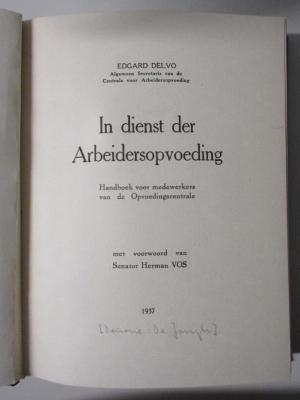 EDGARD DELVO
Algemeen Secretaris van de
Centrale voor Arbeidersopvoeding
In dienst der
Arbeidersopvoeding
Handboek voor medewerkers
van de Opvoedingscentrale
met voorwoord van
Senator Herman VOS
1937